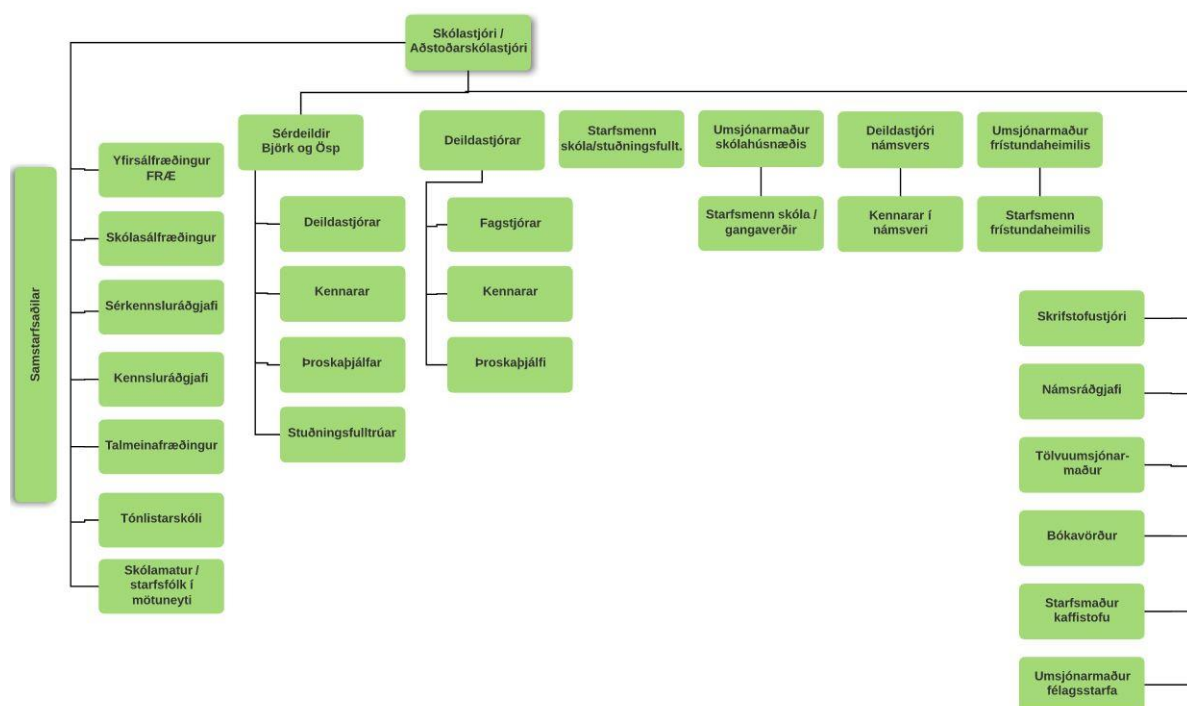 Skólastjóri /
Aðstoðarskólastjóri
Samstarfsaðilar
Yfirsálfræðingur
FRÆ
Skólasálfræðingur
Sérkennsluráðgjafi
Kennsluráðgjafi
Talmeinafræðingur
Tónlistarskóli
Skólamatur /
starfsfólk í
mötuneyti
Sérdeildir
Björk og Ösp
Deildastjórar
Kennarar
Þroskaþjálfar
Stuðningsfulltrúar
Deildastjórar
Fagstjórar
Kennarar
Þroskaþjálfi
Starfsmenn
skóla/stuðningsfullt.
Umsjónarmaður
skólahúsnæðis
Starfsmenn skóla /
gangaverðir
Deildastjóri
námsvers
Kennarar í
námsveri
Umsjónarmaður
frístundaheimilis
Starfsmenn
frístundaheimilis
Skrifstofustjóri
Námsráðgjafi
Tölvuumsjónar-
maður
Bókavörður
Starfsmaður
kaffistofu
Umsjónarmaður
félagsstarfa